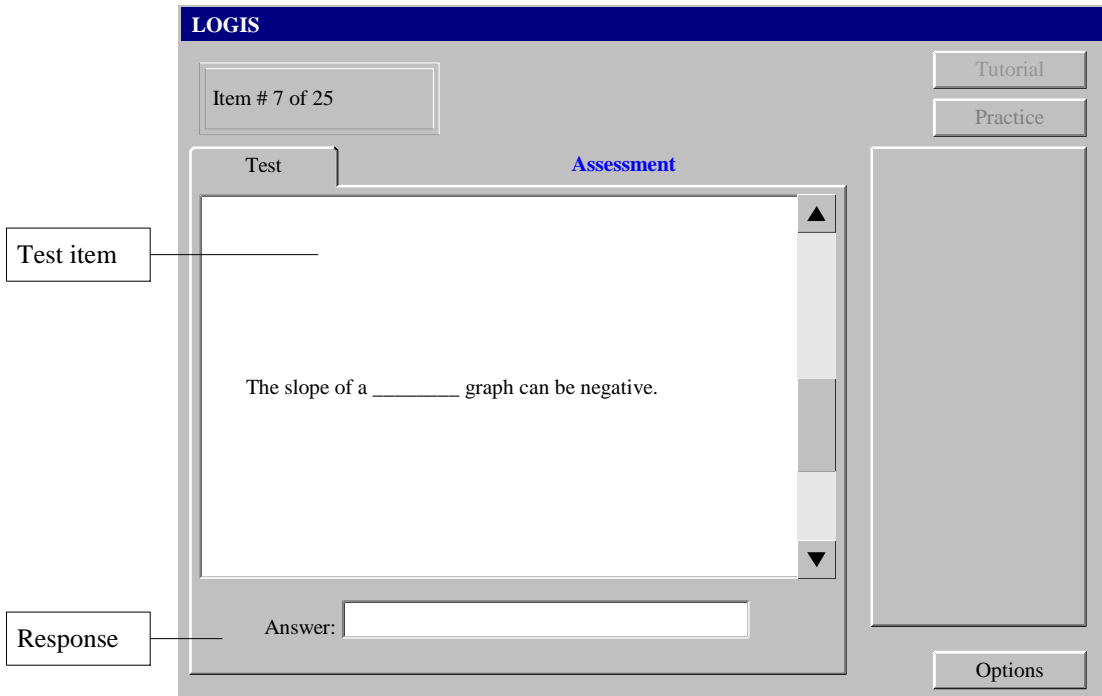 LOGIS
Tutorial
Item # 7 of 25
Practice
Test
Assessment
Test item
The slope of a ________ graph can be negative.
Answer:
Response
Options